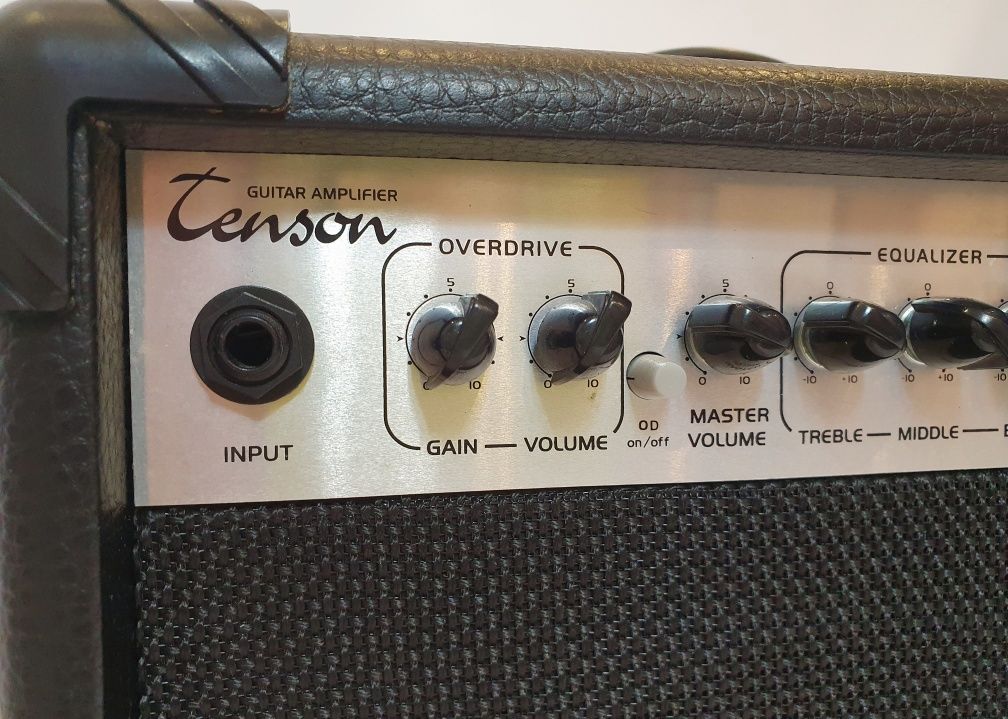 GUITAR AMPLIFIER
Tenson
OVERDRIVE
EQUALIZER
5
5
5
0
0
10
0
10
0
10
-10
+10
-10
+10
-10
OD
on/off
MASTER
VOLUME
INPUT
GAIN
VOLUME
TREBLE
MIDDLE